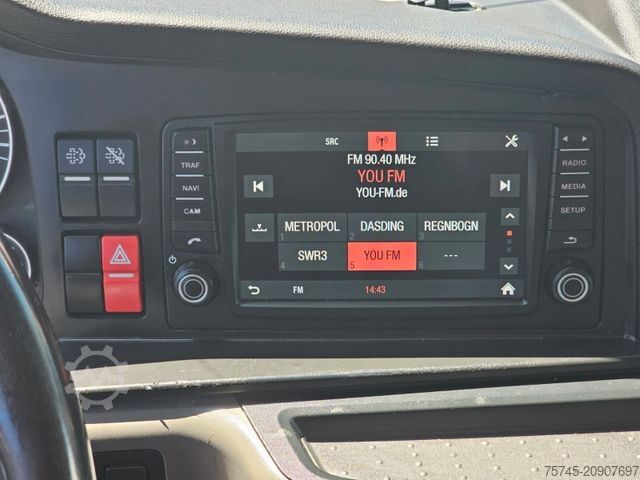 SRC
FM 90.40 MHz
YOU FM
YOU-FM.de
METROPOL
1
DASDING
2
REGNBOGN
3
SWR3
4
YOU FM
5
---
6
FM
14:43
TRAF
NAVI
CAM
RADIO
MEDIA
SETUP
75745-20907697